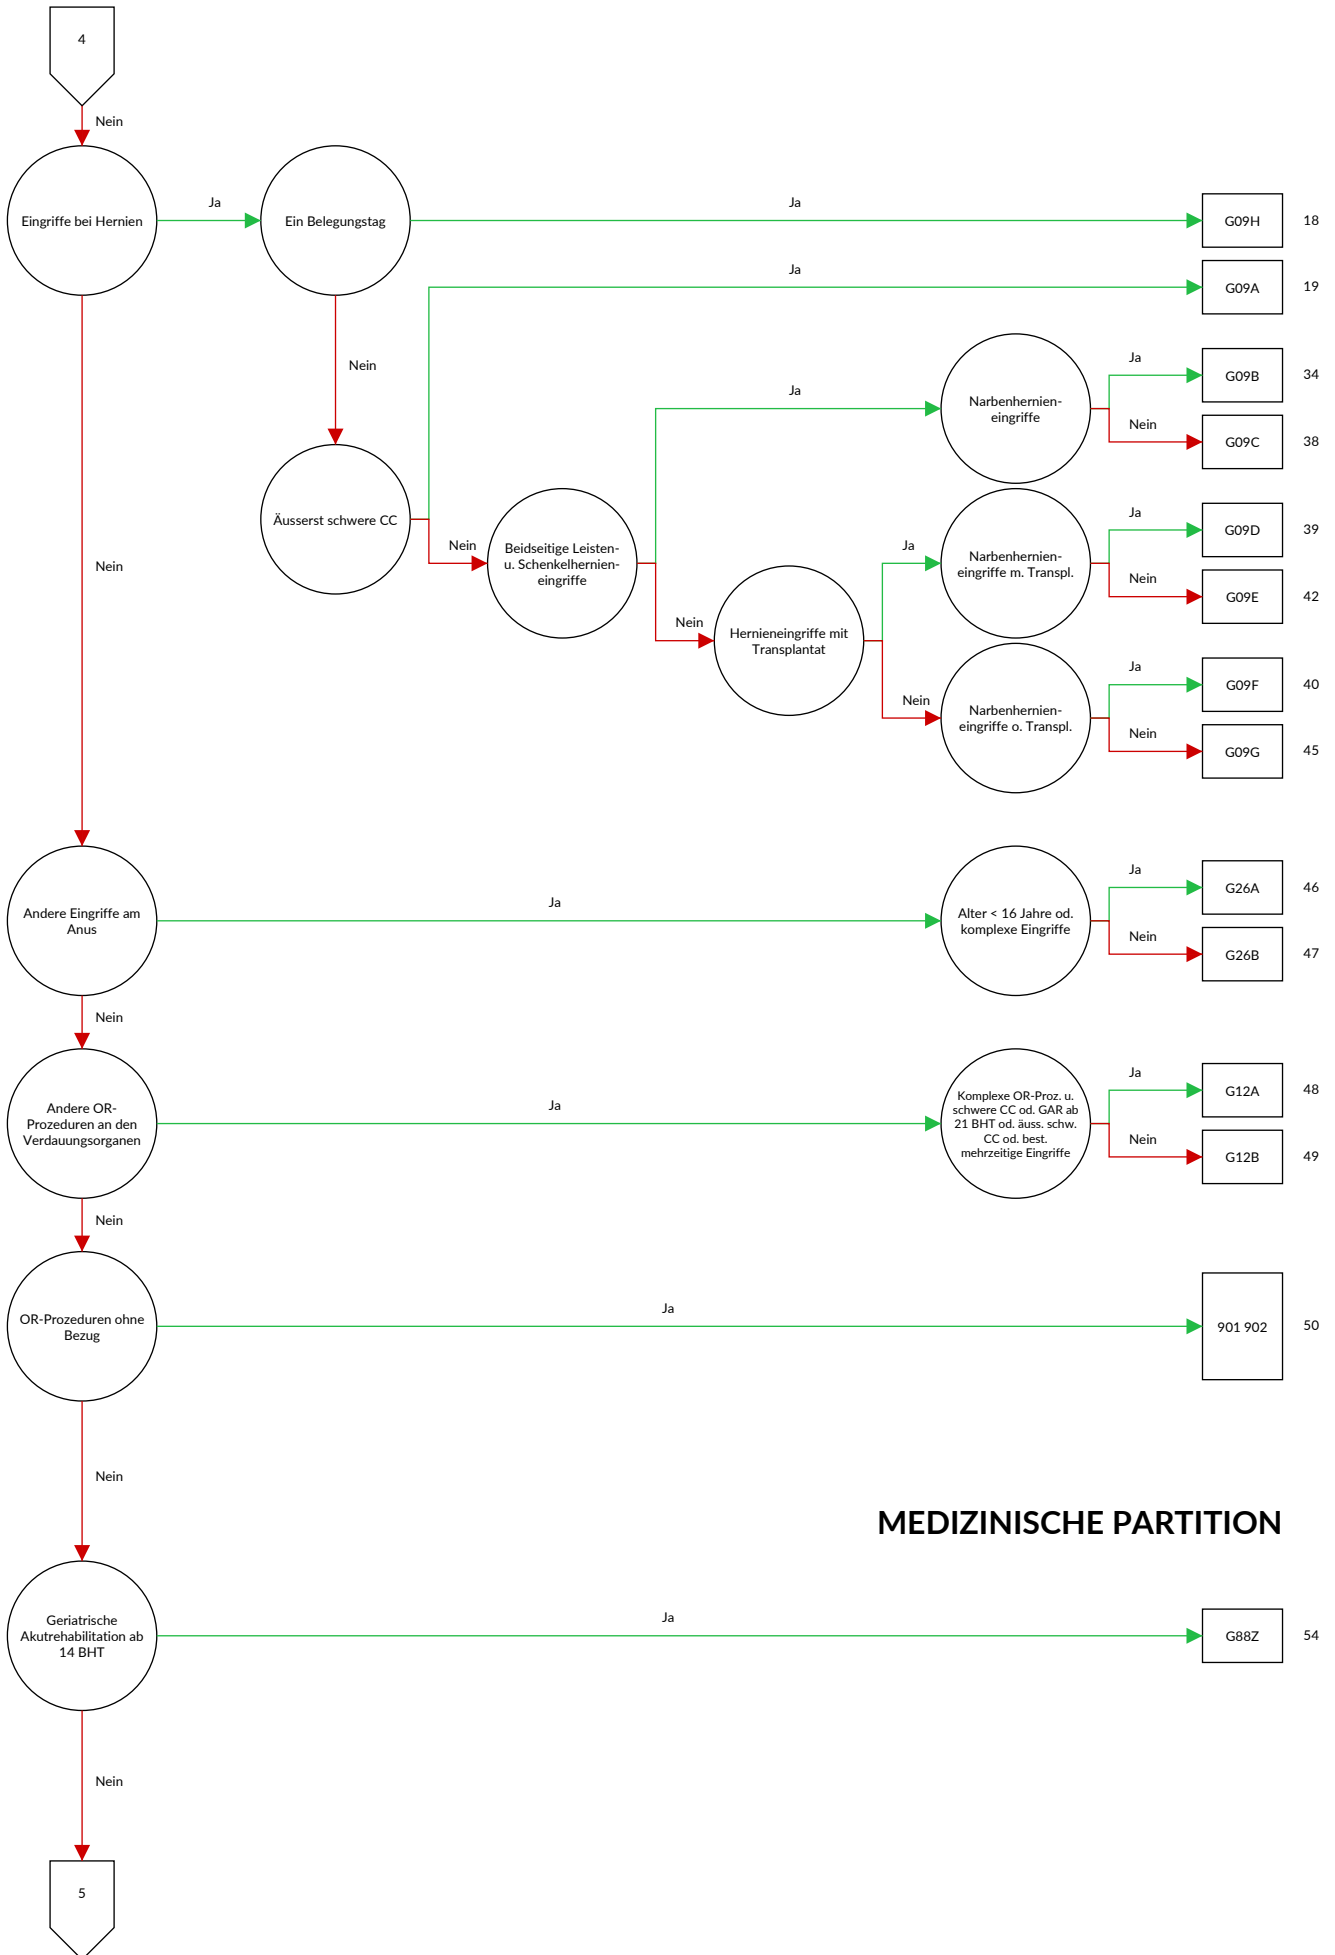 4
Nein
Eingriffe bei Hernien
Ja
Ein Belegungstag
Ja
G09H
18
Ja
G09A
19
Nein
Äusserst schwere CC
Nein
Beidseitige Leisten-
u. Schenkelhernien-
eingriffe
Ja
Narbenhernien-
eingriffe
Ja
G09B
34
Nein
G09C
38
Nein
Hernieneingriffe mit
Transplantat
Ja
Narbenhernien-
eingriffe m. Transpl.
Ja
G09D
39
Nein
G09E
42
Nein
Narbenhernien-
eingriffe o. Transpl.
Ja
G09F
40
Nein
G09G
45
Nein
Andere Eingriffe am
Anus
Ja
Alter < 16 Jahre od.
komplexe Eingriffe
Ja
G26A
46
Nein
G26B
47
Nein
Andere OR-
Prozeduren an den
Verdauungsorganen
Ja
Komplexe OR-Proz. u.
schwere CC od. GAR ab
21 BHT od. äuss. schw.
CC od. best.
mehrzeitige Eingriffe
Ja
G12A
48
Nein
G12B
49
Nein
OR-Prozeduren ohne
Bezug
Ja
901 902
50
Nein
MEDIZINISCHE PARTITION
Geriatrische
Akutrehabilitation ab
14 BHT
Ja
G88Z
54
Nein
5